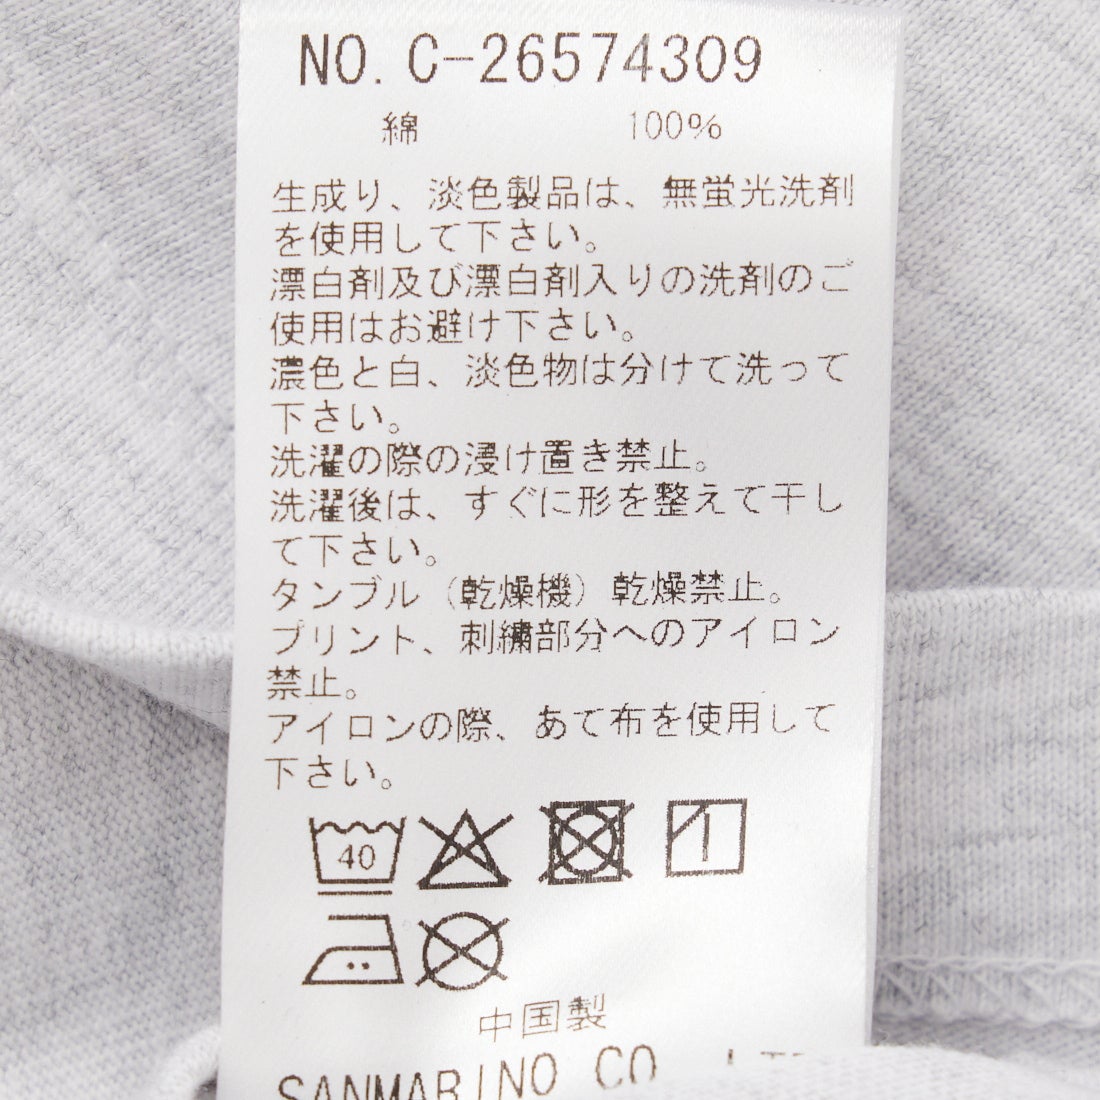 NO. C-26574309
綿 100%
生成り、淡色製品は、無蛍光洗剤
を使用して下さい。
漂白剤及び漂白剤入りの洗剤のご
使用はお避け下さい。
濃色と白、淡色物は分けて洗って
下さい。
洗濯の際の浸け置き禁止。
洗濯後は、すぐに形を整えて干し
て下さい。
タンブル（乾燥機）乾燥禁止。
プリント、刺繍部分へのアイロン
禁止。
アイロンの際、あて布を使用して
下さい。
40
中国製
SANMARINO CO.